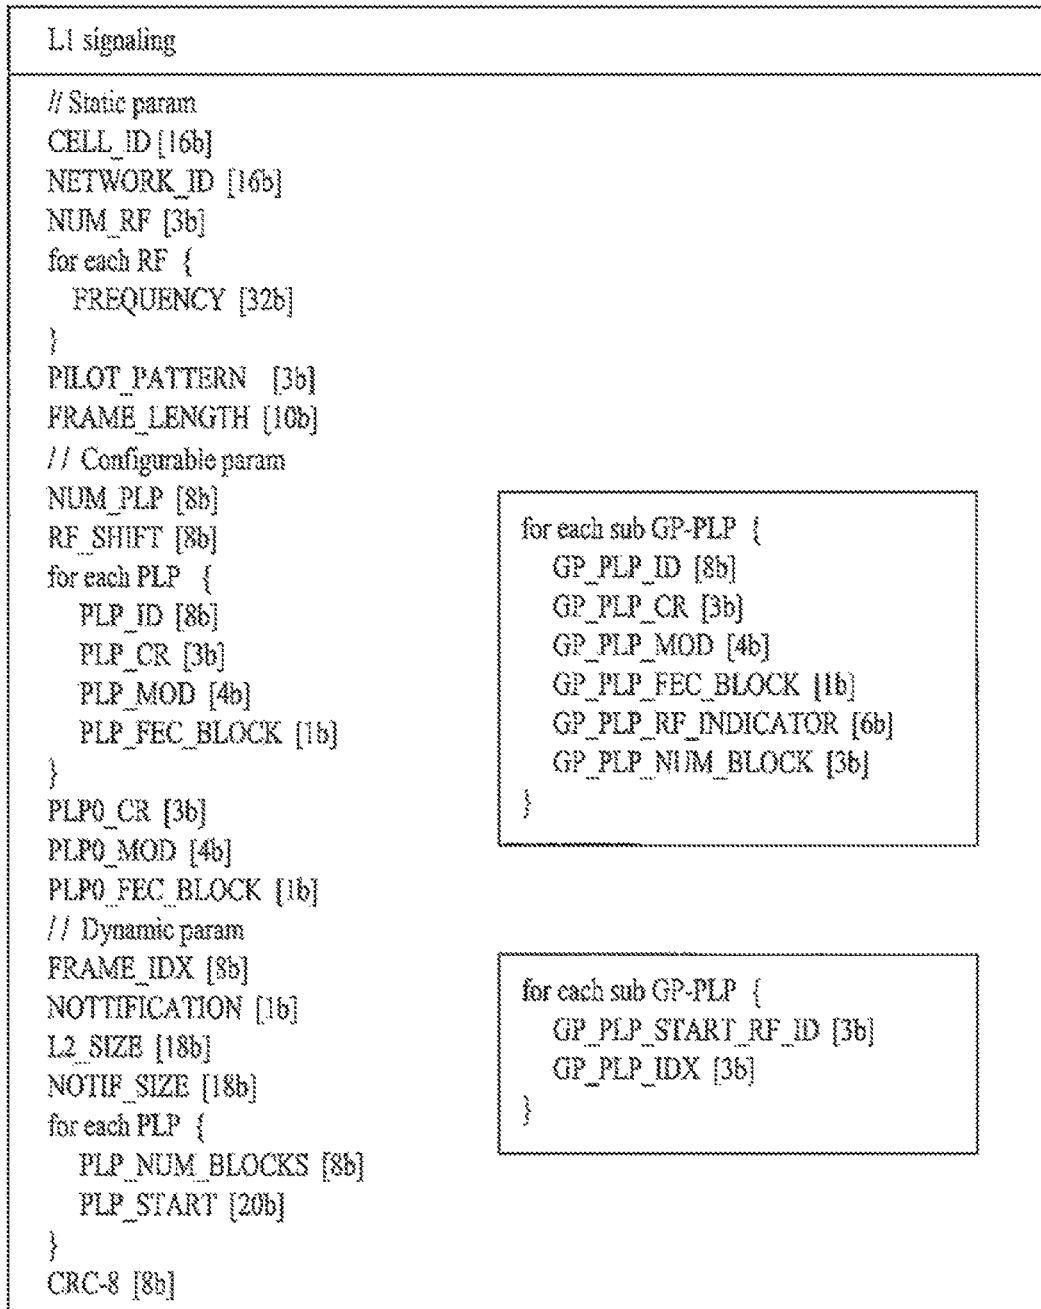 L1 signaling
// Static param
CELL_ID [16b]
NETWORK_ID [16b]
NUM_RF [3b]
for each RF {
FREQUENCY [32b]
}
PILOT_PATTERN [3b]
FRAME_LENGTH [10b]
// Configurable param
NUM_PLP [8b]
RF_SHIFT [8b]
for each PLP {
PLP_ID [8b]
PLP_CR [3b]
PLP_MOD [4b]
PLP_FEC_BLOCK [1b]
}
PLP0_CR [3b]
PLP0_MOD [4b]
PLP0_FEC_BLOCK [1b]
// Dynamic param
FRAME_IDX [8b]
NOTTIFICATION [1b]
L2_SIZE [18b]
NOTIF_SIZE [18b]
for each PLP {
PLP_NUM_BLOCKS [8b]
PLP_START [20b]
}
CRC-8 [8b]
for each sub GP-PLP {
GP_PLP_ID [8b]
GP_PLP_CR [3b]
GP_PLP_MOD [4b]
GP_PLP_FEC_BLOCK [1b]
GP_PLP_RF_INDICATOR [6b]
GP_PLP_NUM_BLOCK [3b]
}
for each sub GP-PLP {
GP_PLP_START_RF_ID [3b]
GP_PLP_IDX [3b]
}